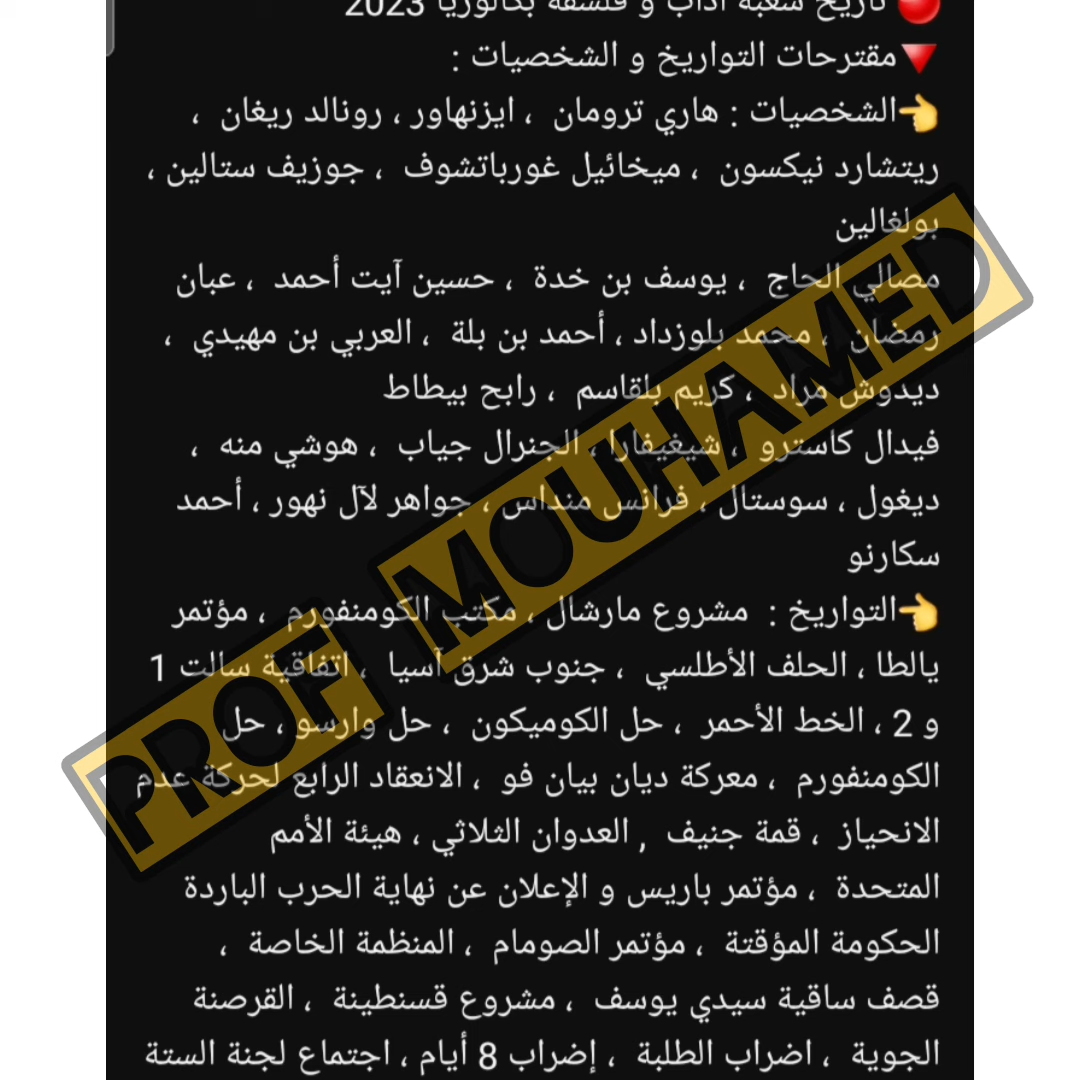 🔴 تاريخ شعبة آداب و فلسفة بكالوريا 2023
🔻مقترحات التواريخ و الشخصيات :
👈الشخصيات : هاري ترومان ، ايزنهاور ، رونالد ريغان ،
ريتشارد نيكسون ، ميخائيل غورباتشوف ، جوزيف ستالين ،
بولغالين
مصالي الحاج ، يوسف بن خدة ، حسين آيت أحمد ، عبان
رمضان ، محمد بلوزداد ، أحمد بن بلة ، العربي بن مهيدي ،
ديدوش مراد ، كريم بلقاسم ، رابح بيطاط
فيدال كاسترو ، شيغيفارا ، الجنرال جياب ، هوشي منه ،
ديغول ، سوستال ، فرانس منداس ، جواهر لآل نهور ، أحمد
سكارنو
👈التواريخ : مشروع مارشال ، مكتب الكومنفورم ، مؤتمر
يالطا ، الحلف الأطلسي ، جنوب شرق آسيا ، اتفاقية سالت 1
و 2 ، الخط الأحمر ، حل الكوميكون ، حل وارسو ، حل
الكومنفورم ، معركة ديان بيان فو ، الانعقاد الرابع لحركة عدم
الانحياز ، قمة جنيف , العدوان الثلاثي ، هيئة الأمم
المتحدة ، مؤتمر باريس و الإعلان عن نهاية الحرب الباردة
الحكومة المؤقتة ، مؤتمر الصومام ، المنظمة الخاصة ،
قصف ساقية سيدي يوسف ، مشروع قسنطينة ، القرصنة
الجوية ، اضراب الطلبة ، إضراب 8 أيام ، اجتماع لجنة الستة
PROF MOUHAMED